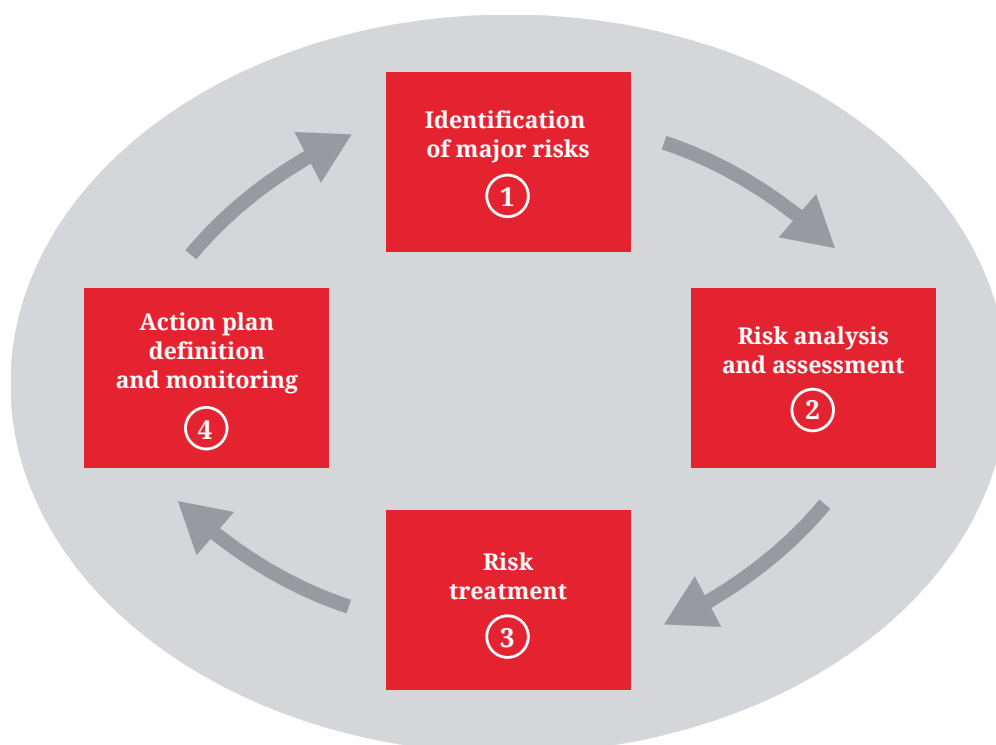 Identification
of major risks
1
Risk analysis
and assessment
2
Risk
treatment
3
Action plan
definition
and monitoring
4